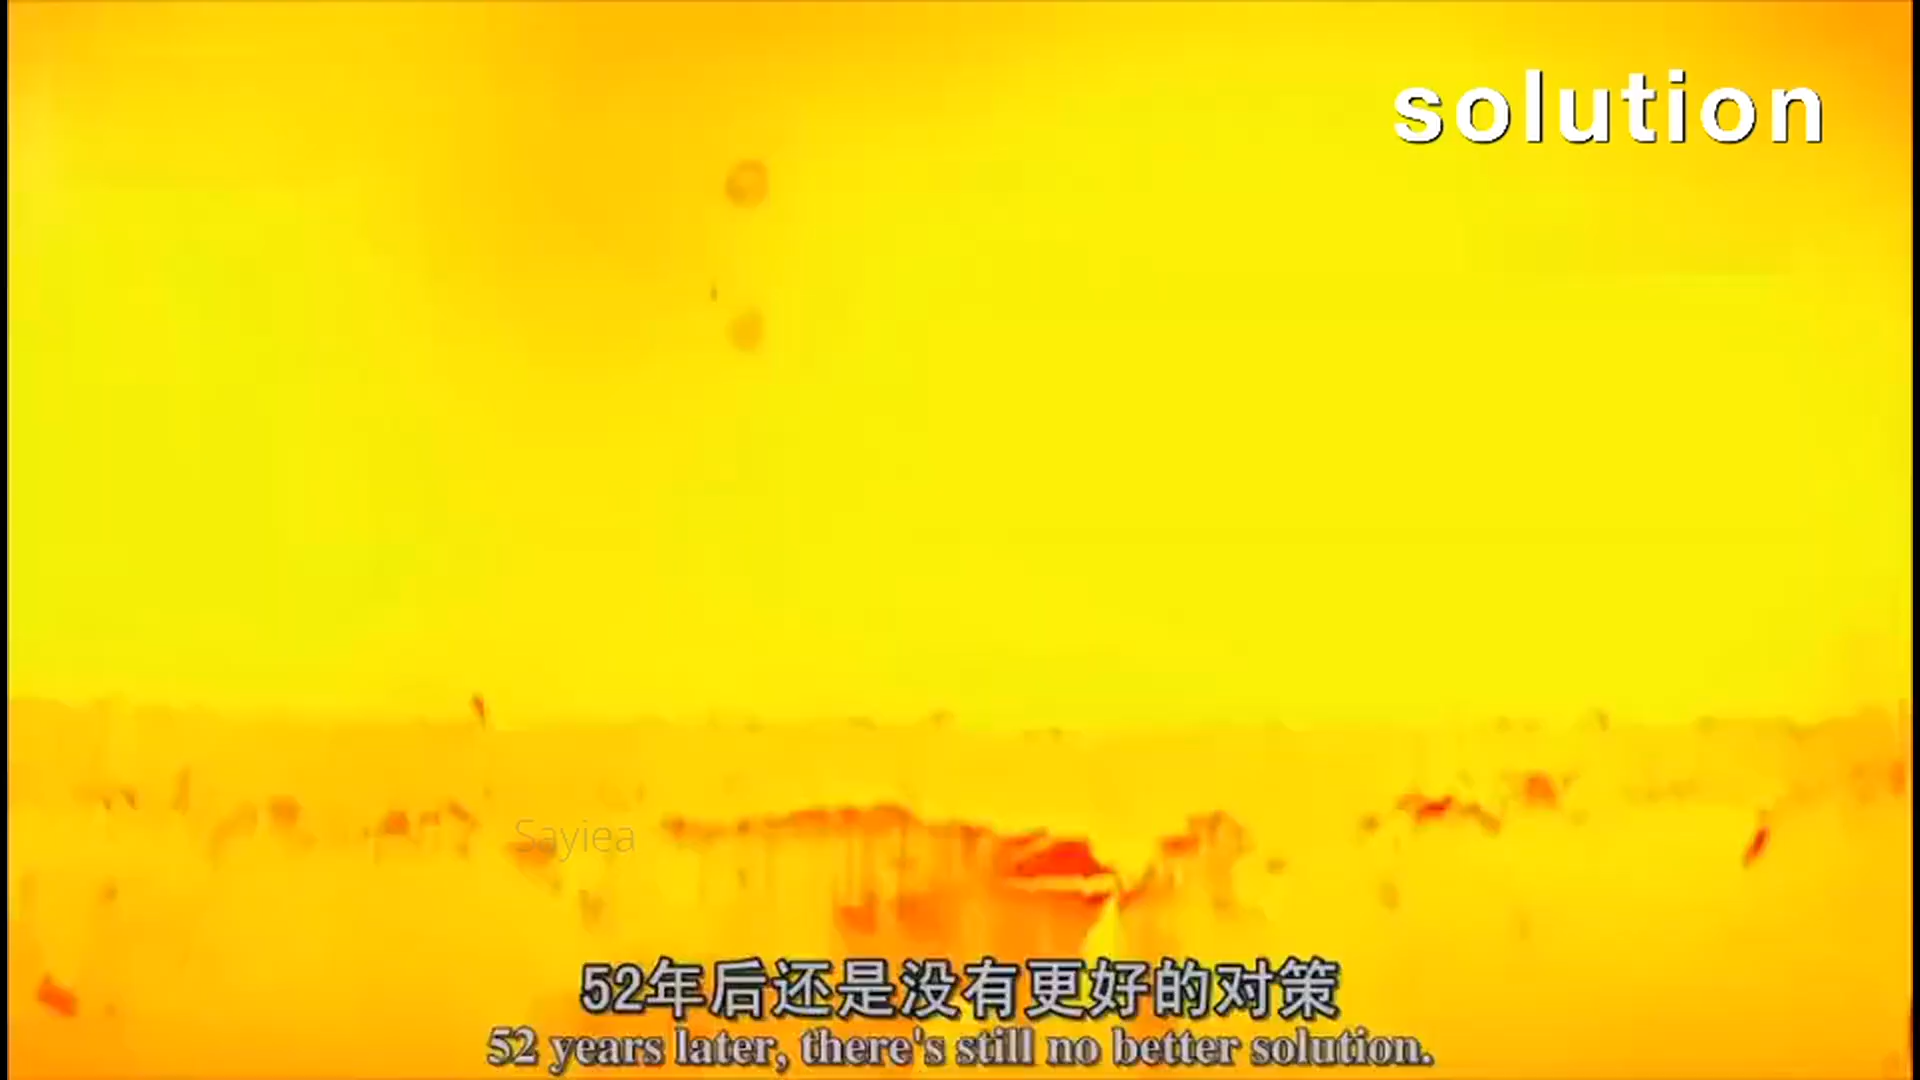 solution
Sayiea
52年后还是没有更好的对策
52 years later, there's still no better solution.